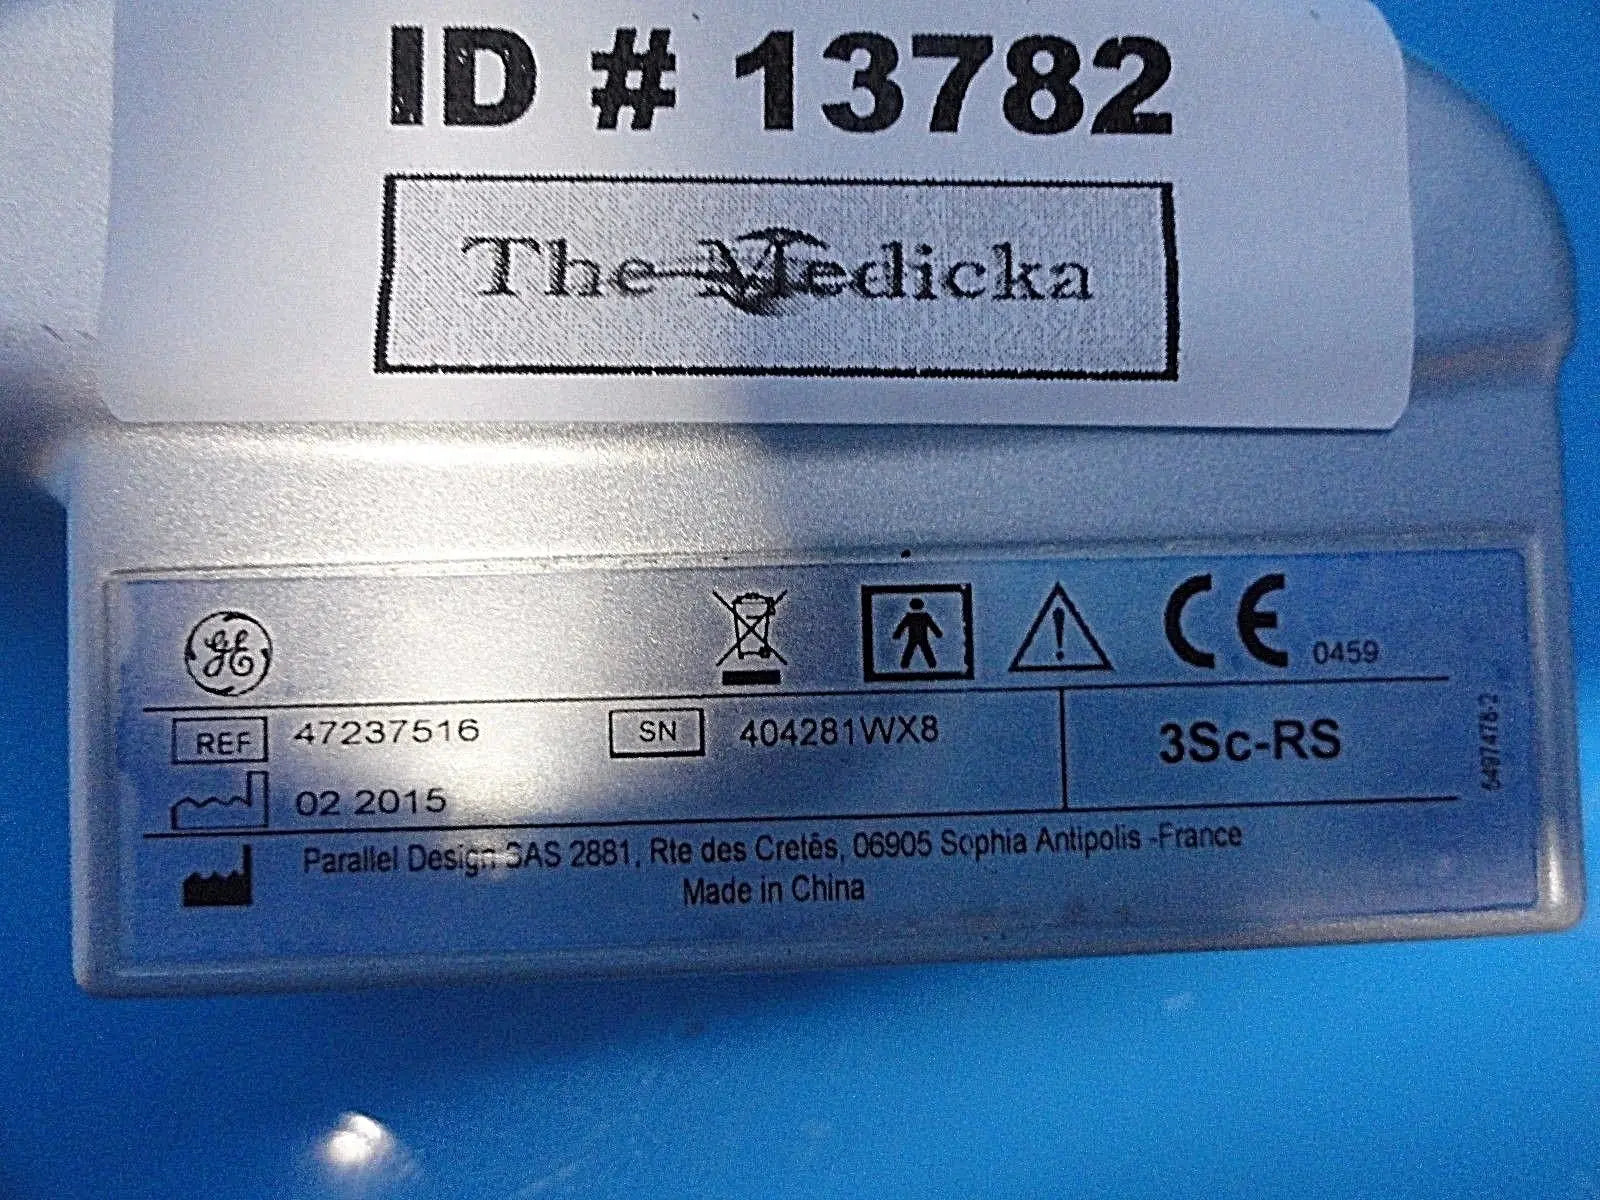 ID # 13782
The Medicka
GE
CE 0459
REF 47237516 SN 404281WX8 3Sc-RS
02 2015
Parallel Design SAS 2881, Rte des Cretês, 06905 Sophia Antipolis -France
Made in China
5497478-2